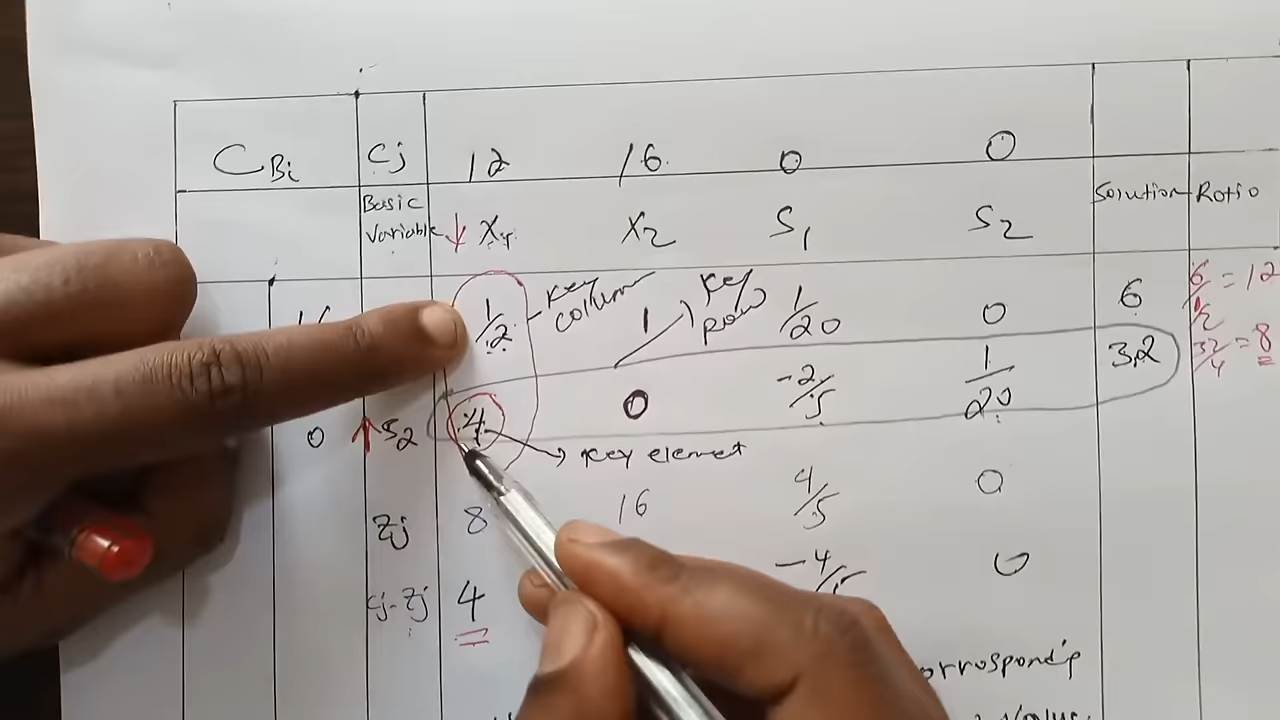 CBi Cj 12 16 0 0
Basic Variable ↓ X1 X2 S1 S2 Solution Ratio
1/2 - Key column 1 Key row 1/20 0 6 6/1/2 = 12
0 ↑ S2 4 0 -2/5 1/20 32 32/4 = 8
→ Key elemet
Zj 8 16 4/5 0
Cj-Zj 4 -4/5 0
orrospondip